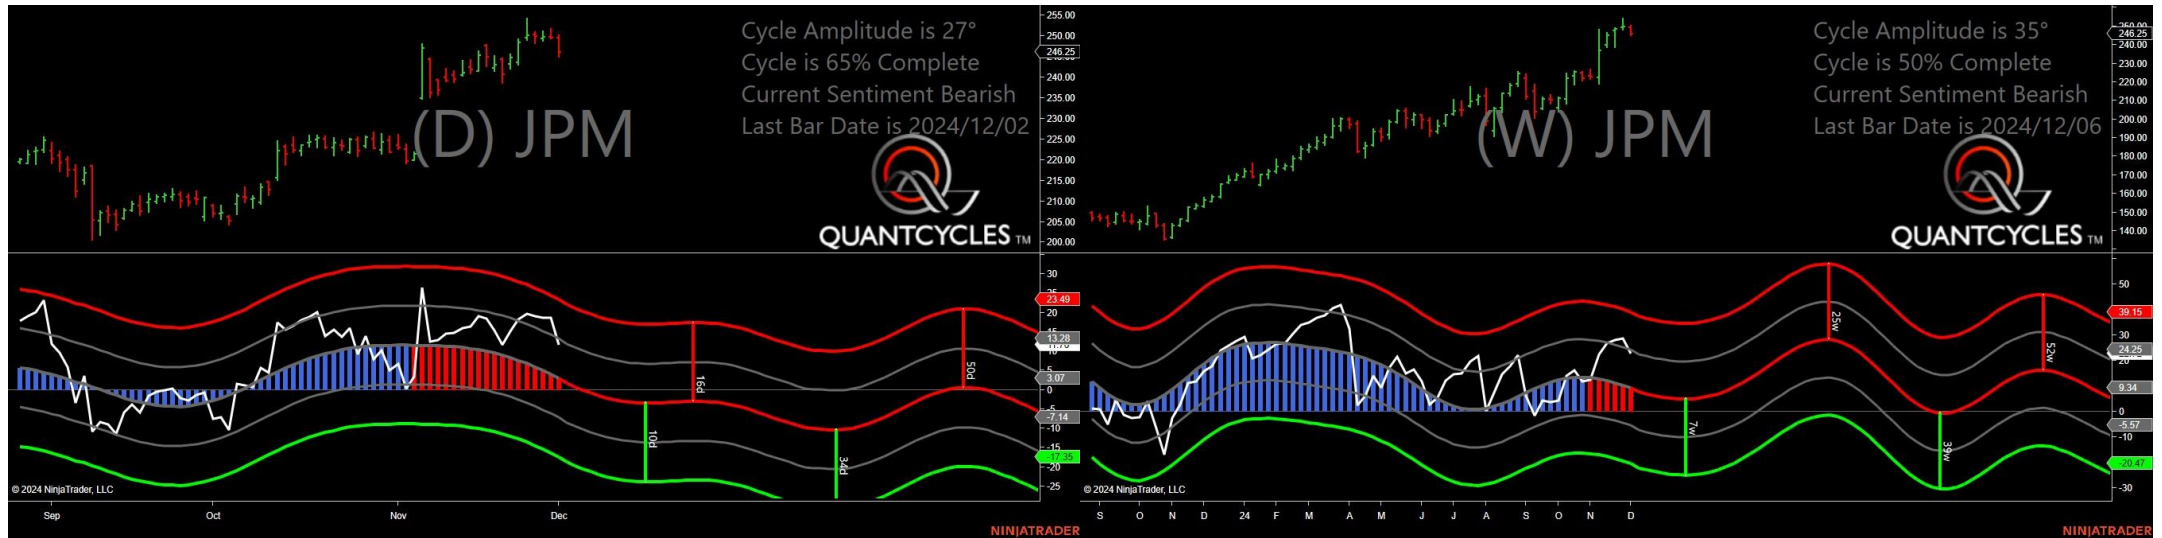 Cycle Amplitude is 27°
Cycle is 65% Complete
Current Sentiment Bearish
Last Bar Date is 2024/12/02
(D) JPM
QUANTCYCLES TM
255.00
250.00
246.25
240.00
235.00
225.00
220.00
215.00
210.00
205.00
200.00
30
23.49
20
15
13.28
10
3.07
0
-7.14
-10
-15
-17.35
-20
-25
16d
50d
10d
34d
© 2024 NinjaTrader, LLC
Sep Oct Nov Dec
NINJATRADER
Cycle Amplitude is 35°
Cycle is 50% Complete
Current Sentiment Bearish
Last Bar Date is 2024/12/06
(W) JPM
QUANTCYCLES TM
260.00
246.25
240.00
230.00
220.00
210.00
200.00
190.00
180.00
170.00
160.00
150.00
140.00
50
39.15
30
24.25
9.34
0
-5.57
-10
-20.47
-30
25w
52w
7w
39w
© 2024 NinjaTrader, LLC
S O N D 24 F M A M J J A S O N D
NINJATRADER